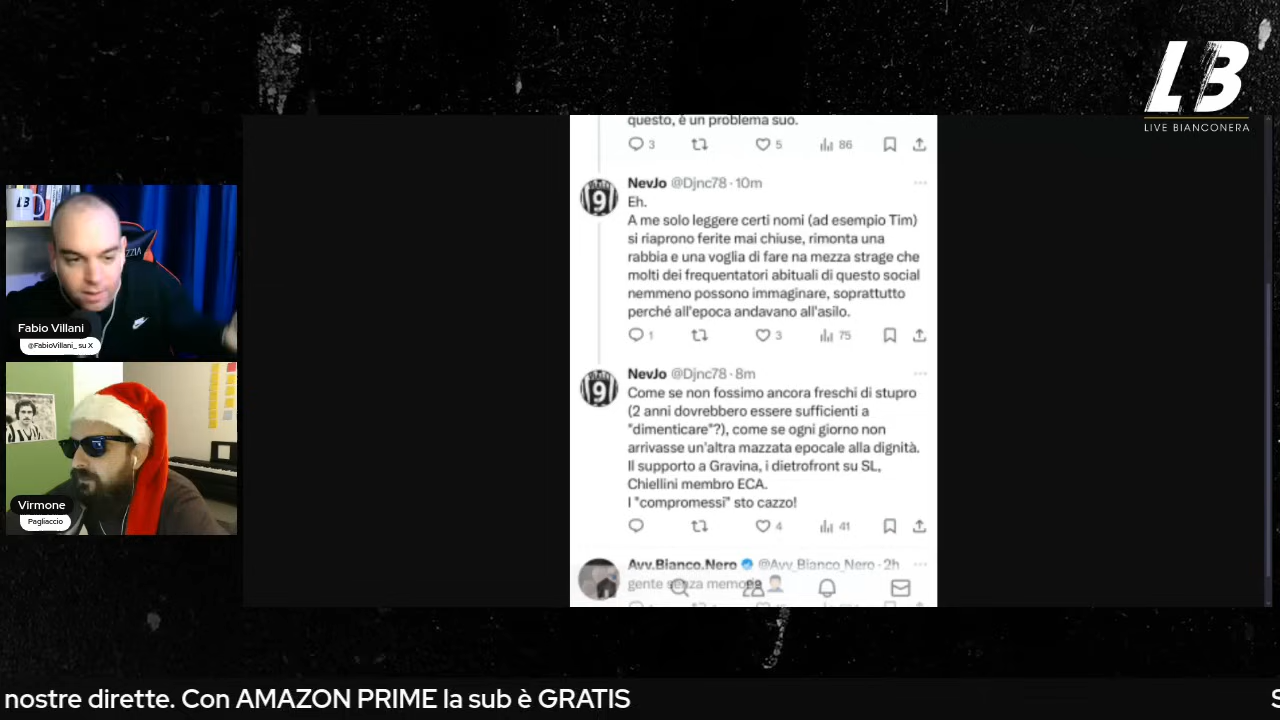 LB
LIVE BIANCONERA
questo, è un problema suo.
3 5 86
NevJo @Djnc78 · 10m
Eh.
A me solo leggere certi nomi (ad esempio Tim)
si riaprono ferite mai chiuse, rimonta una
rabbia e una voglia di fare na mezza strage che
molti dei frequentatori abituali di questo social
nemmeno possono immaginare, soprattutto
perché all'epoca andavano all'asilo.
1 3 75
NevJo @Djnc78 · 8m
Come se non fossimo ancora freschi di stupro
(2 anni dovrebbero essere sufficienti a
"dimenticare"?), come se ogni giorno non
arrivasse un'altra mazzata epocale alla dignità.
Il supporto a Gravina, i dietrofront su SL,
Chiellini membro ECA.
I "compromessi" sto cazzo!
4 41
Avv.Bianco.Nero @Avv_Bianco_Nero · 2h
gente senza memoria
Fabio Villani
@FabioVillani_ su X
Virmone
Pagliaccio
nostre dirette. Con AMAZON PRIME la sub è GRATIS
S